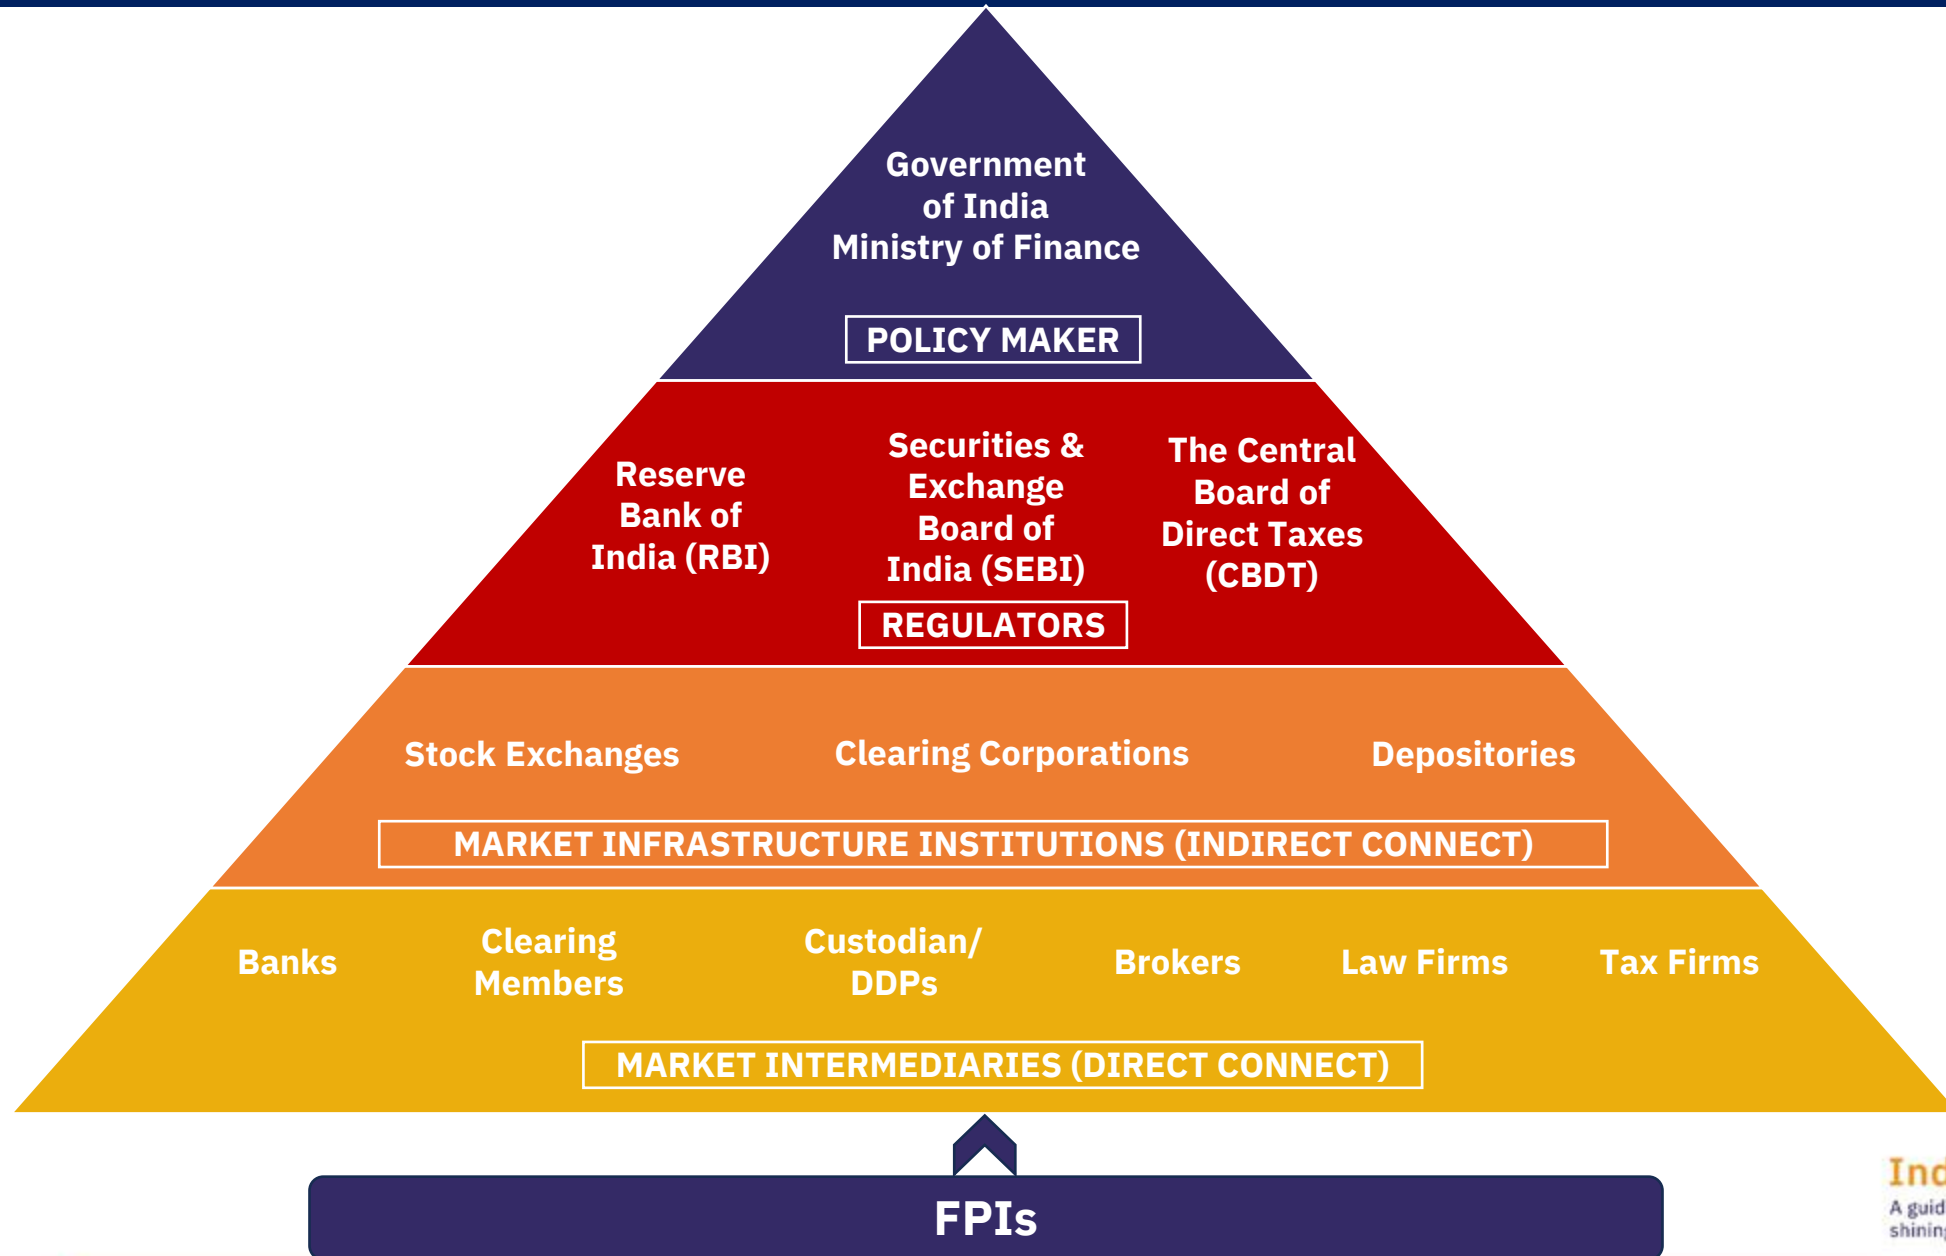 Government
of India
Ministry of Finance
POLICY MAKER
Reserve
Bank of
India (RBI)
Securities &
Exchange
Board of
India (SEBI)
The Central
Board of
Direct Taxes
(CBDT)
REGULATORS
Stock Exchanges
Clearing Corporations
Depositories
MARKET INFRASTRUCTURE INSTITUTIONS (INDIRECT CONNECT)
Banks
Clearing
Members
Custodian/
DDPs
Brokers
Law Firms
Tax Firms
MARKET INTERMEDIARIES (DIRECT CONNECT)
FPIs
A